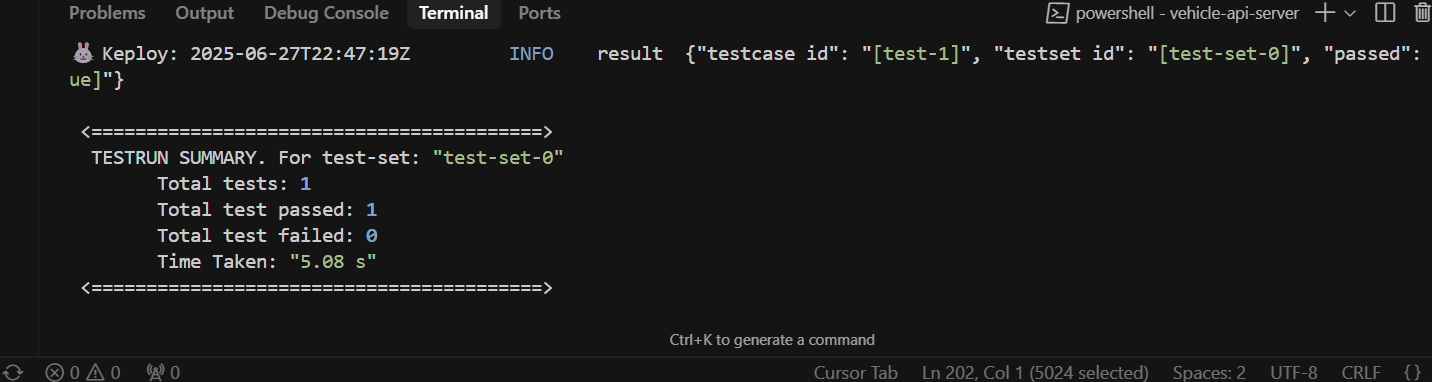 Problems Output Summary Debug Console Terminal Ports powershell - vehicle-api-server
Keploy: 2025-06-27T22:47:19Z INFO result {"testcase id": "[test-1]", "testset id": "[test-set-0]", "passed":
ue]"}
<=========================================>
TESTRUN SUMMARY. For test-set: "test-set-0"
Total tests: 1
Total test passed: 1
Total test failed: 0
Time Taken: "5.08 s"
<=========================================>
Ctrl+K to generate a command
0 0 0 Cursor Tab Ln 202, Col 1 (5024 selected) Spaces: 2 UTF-8 CRLF {}